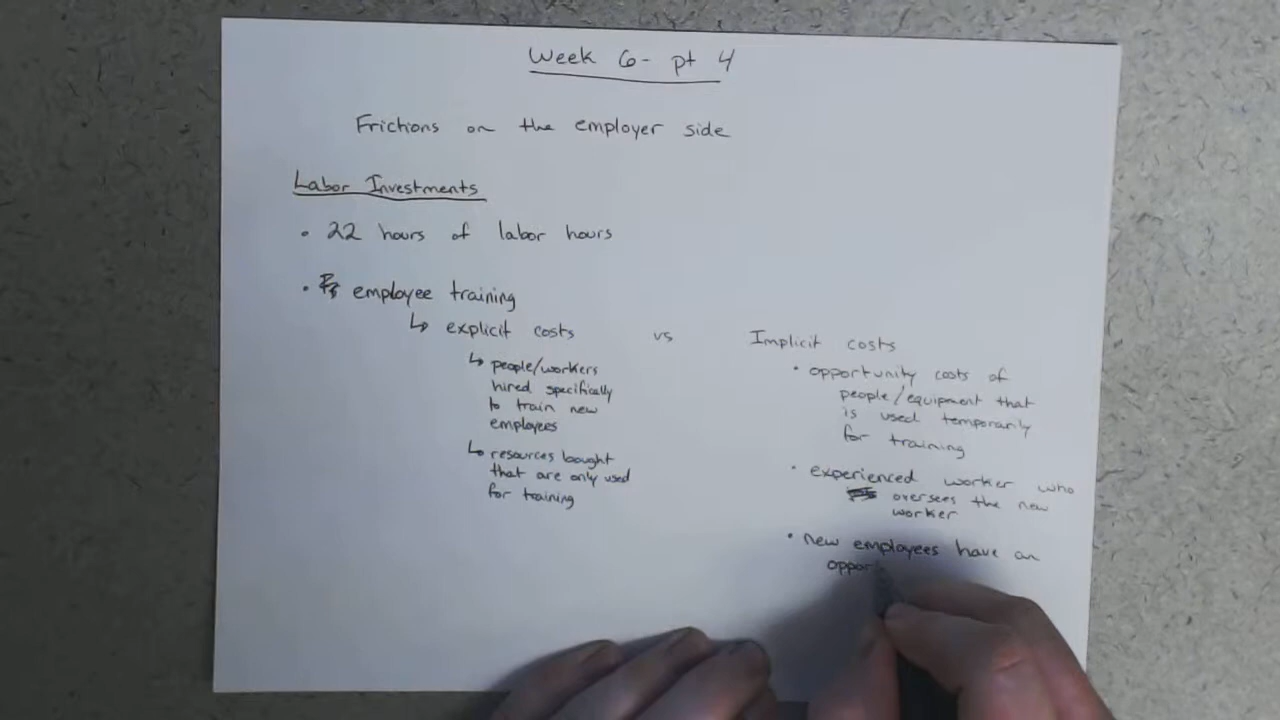 Week 6- pt 4
Frictions on the employer side
Labor Investments
• 22 hours of labor hours
• employee training
↳ explicit costs vs Implicit costs
↳ people/workers
hired specifically
to train new
employees
↳ resources bought
that are only used
for training
• opportunity costs of
people/equipment that
is used temporarily
for training
• experienced worker who
oversees the new
worker
• new employees have an
oppor